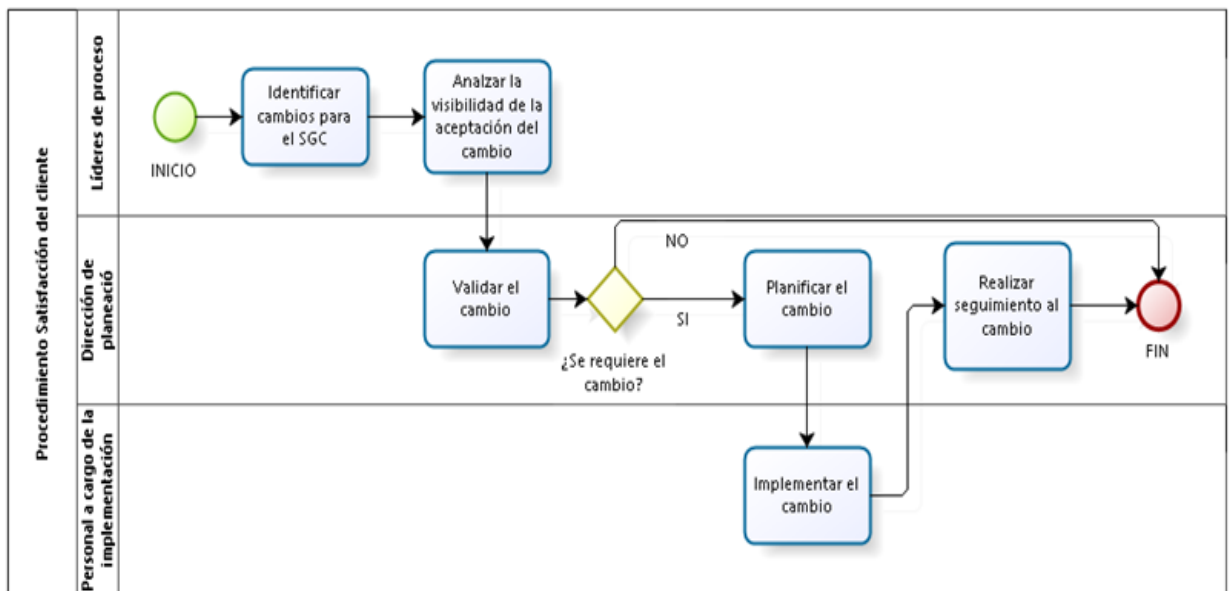 Procedimiento Satisfacción del cliente
Líderes de proceso
INICIO
Identificar
cambios para
el SGC
Analzar la
visibilidad de la
aceptación del
cambio
Dirección de
planeació
Validar el
cambio
¿Se requiere el
cambio?
NO
SI
Planificar el
cambio
Realizar
seguimiento al
cambio
FIN
Personal a cargo de la
implementación
Implementar el
cambio